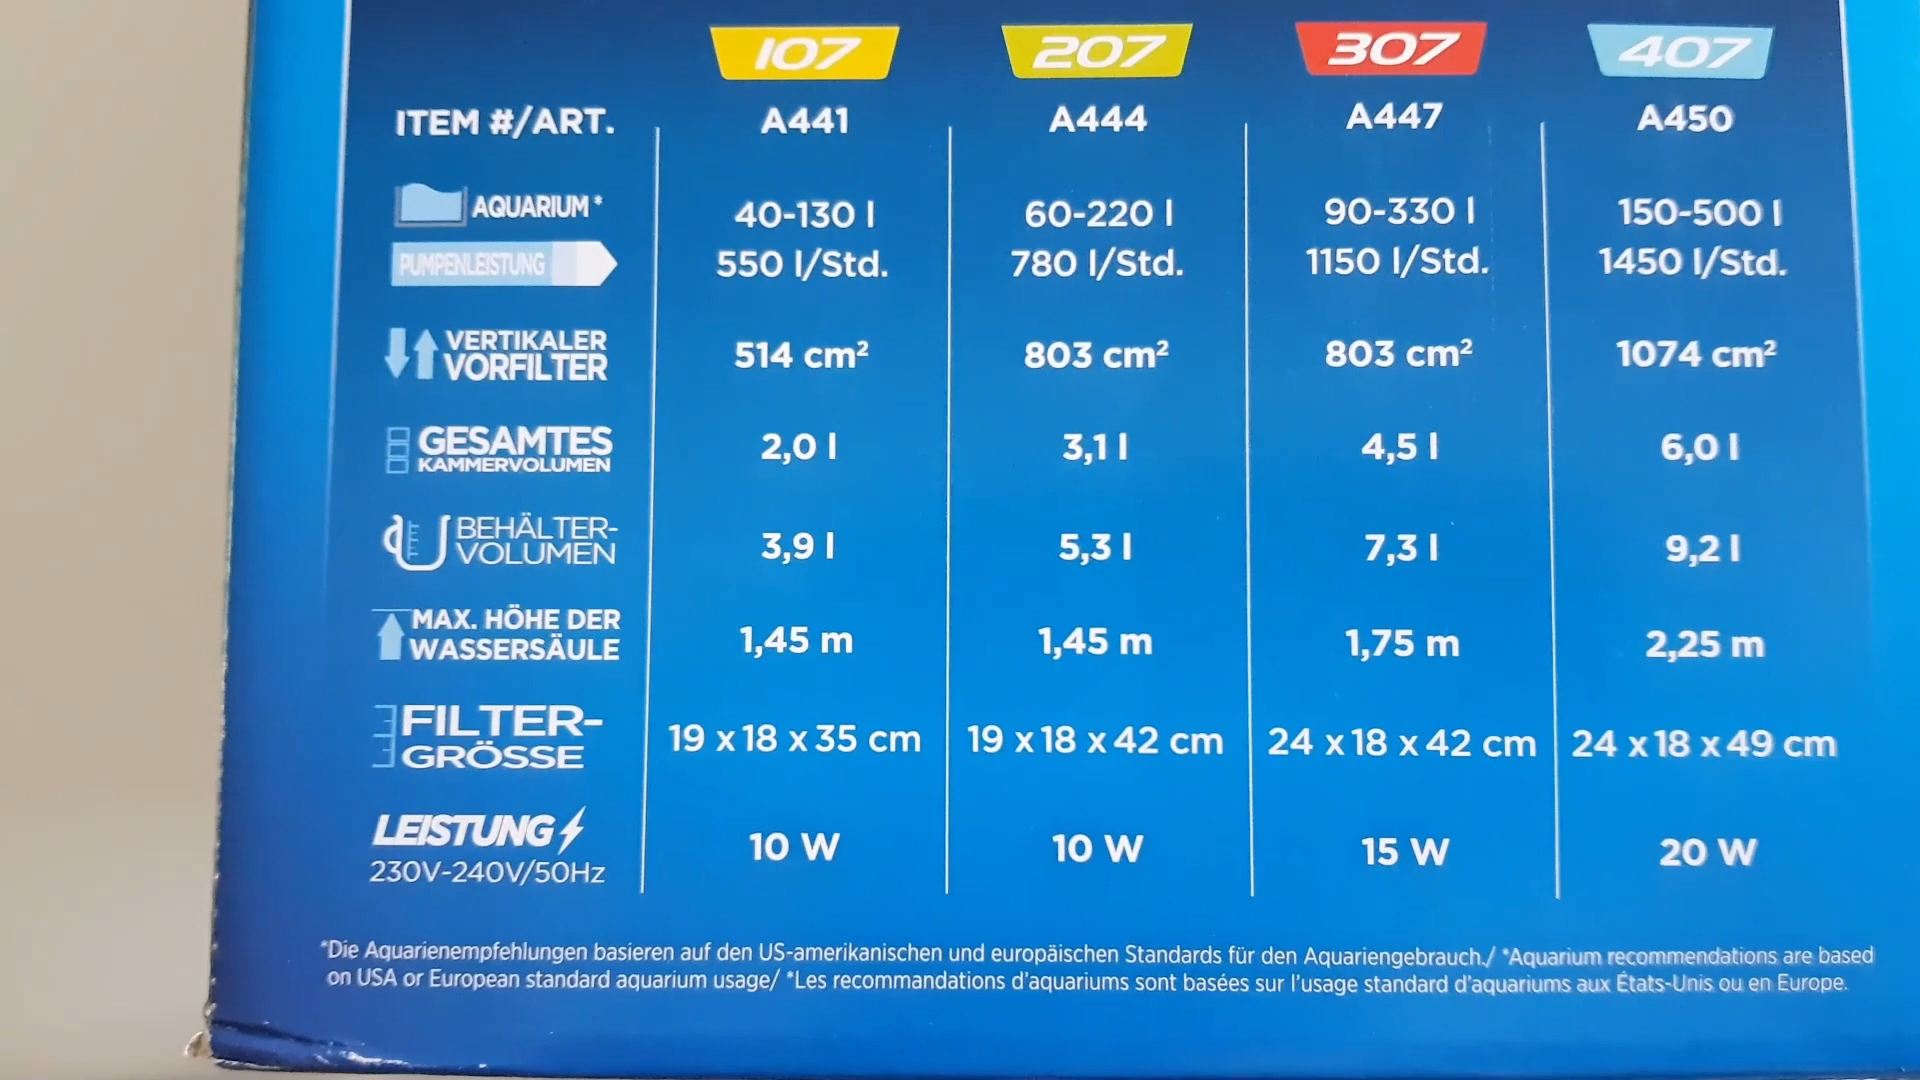 107 207 307 407
ITEM #/ART. A441 A444 A447 A450
AQUARIUM* 40-130 l 60-220 l 90-330 l 150-500 l
PUMPENLEISTUNG 550 l/Std. 780 l/Std. 1150 l/Std. 1450 l/Std.
VERTIKALER
VORFILTER 514 cm² 803 cm² 803 cm² 1074 cm²
GESAMTES
KAMMERVOLUMEN 2,0 l 3,1 l 4,5 l 6,0 l
BEHÄLTER-
VOLUMEN 3,9 l 5,3 l 7,3 l 9,2 l
MAX. HÖHE DER
WASSERSÄULE 1,45 m 1,45 m 1,75 m 2,25 m
FILTER-
GRÖSSE 19 x 18 x 35 cm 19 x 18 x 42 cm 24 x 18 x 42 cm 24 x 18 x 49 cm
LEISTUNG 10 W 10 W 15 W 20 W
230V-240V/50Hz
*Die Aquarienempfehlungen basieren auf den US-amerikanischen und europäischen Standards für den Aquariengebrauch./ *Aquarium recommendations are based
on USA or European standard aquarium usage/ *Les recommandations d'aquariums sont basées sur l'usage standard d'aquariums aux États-Unis ou en Europe.